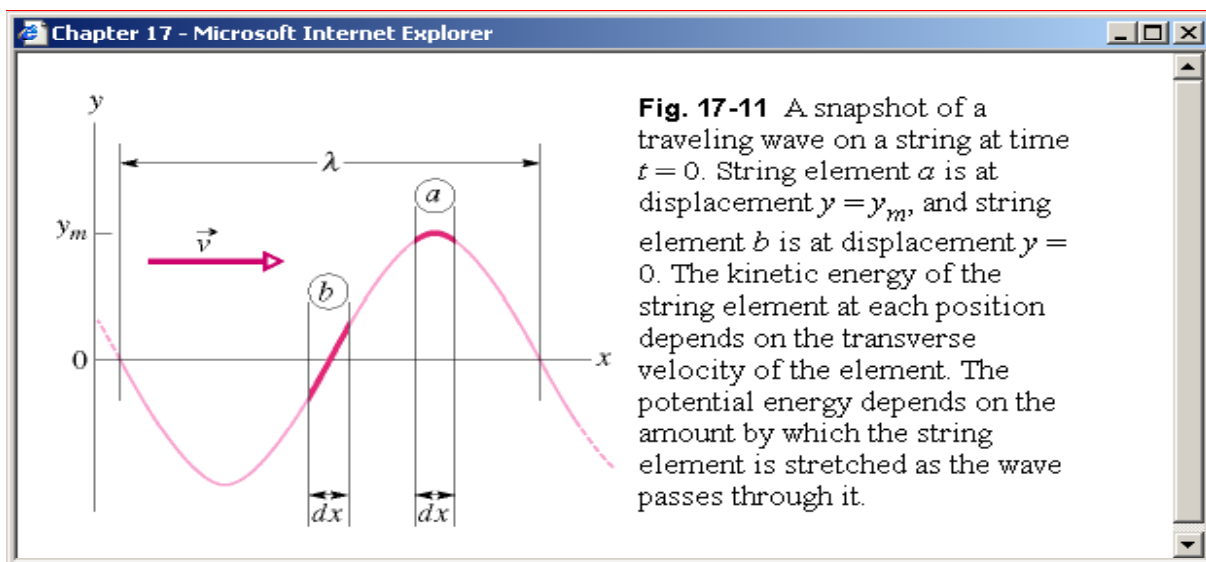 Chapter 17 - Microsoft Internet Explorer
y
λ
a
yₘ
v⃗
b
0
x
dx
dx
Fig. 17-11 A snapshot of a
traveling wave on a string at time
t = 0. String element a is at
displacement y = yₘ, and string
element b is at displacement y =
0. The kinetic energy of the
string element at each position
depends on the transverse
velocity of the element. The
potential energy depends on the
amount by which the string
element is stretched as the wave
passes through it.